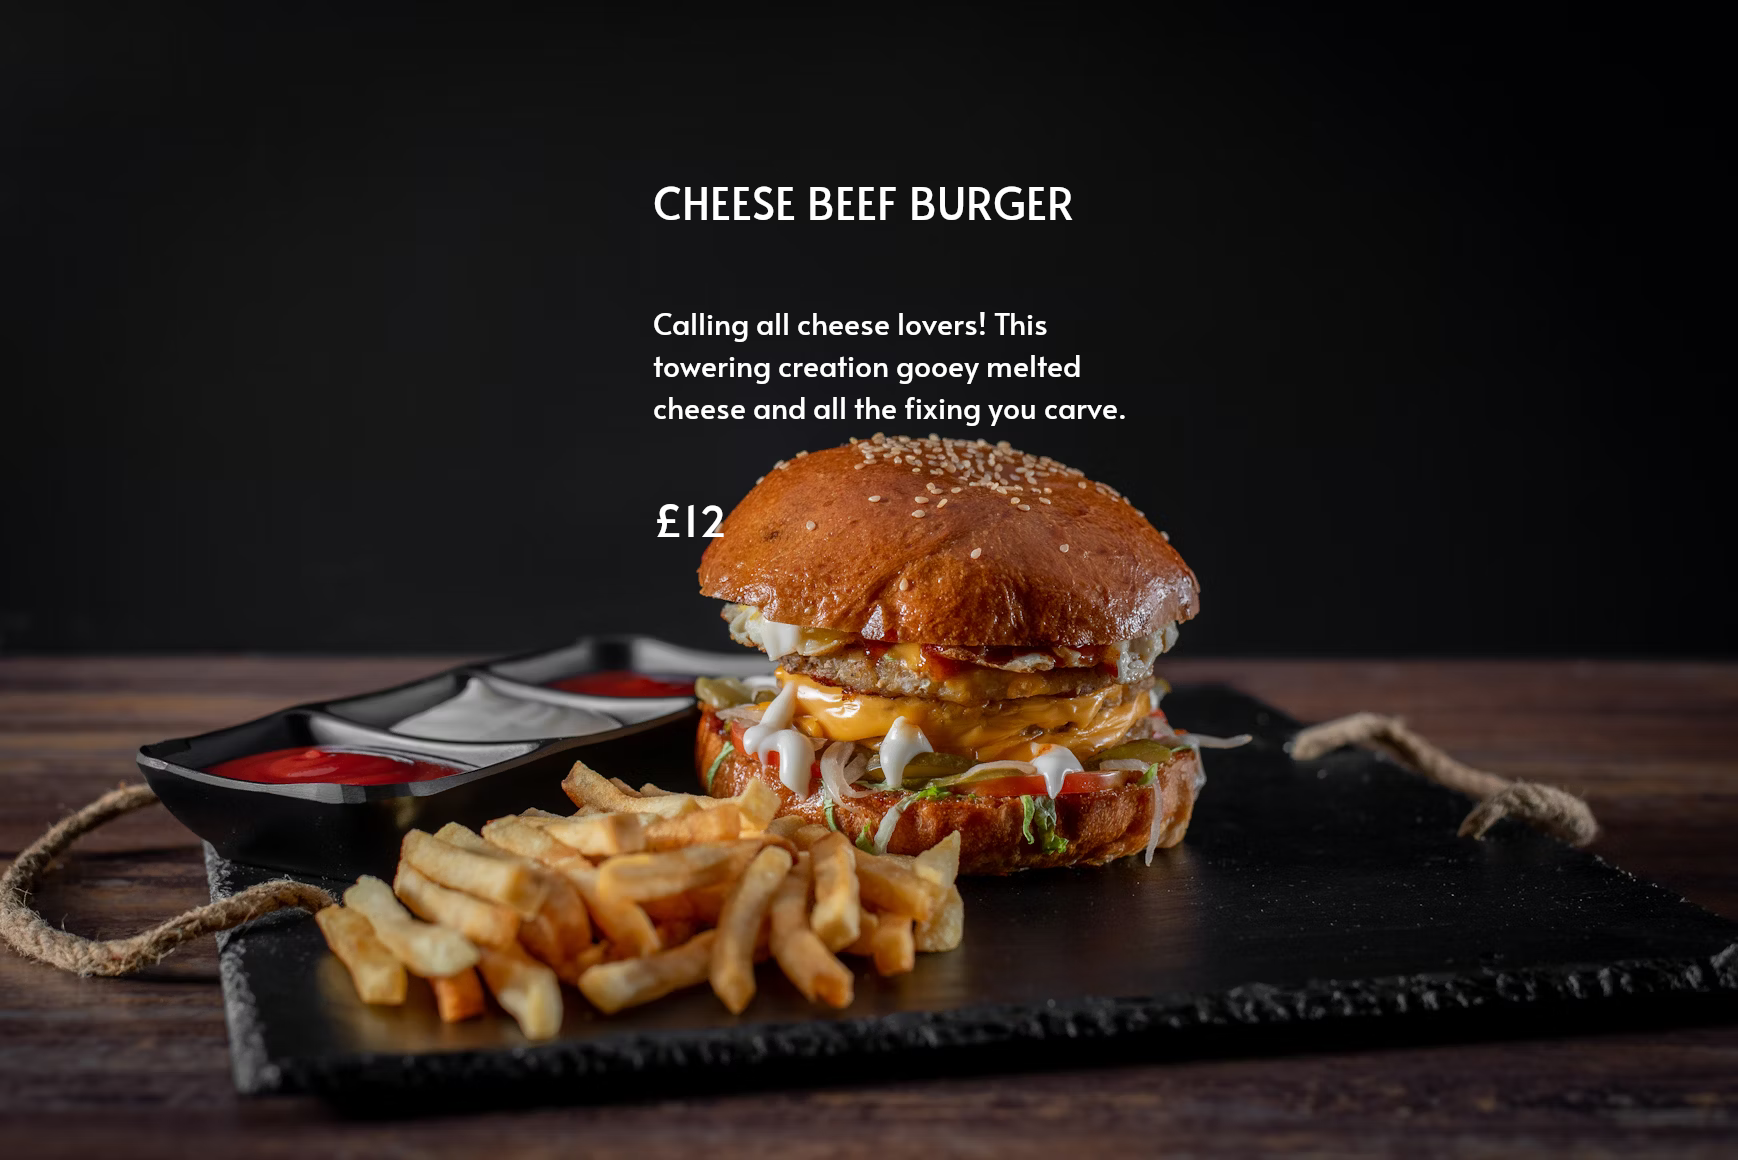 CHEESE BEEF BURGER
Calling all cheese lovers! This
towering creation gooey melted
cheese and all the fixing you carve.
£12